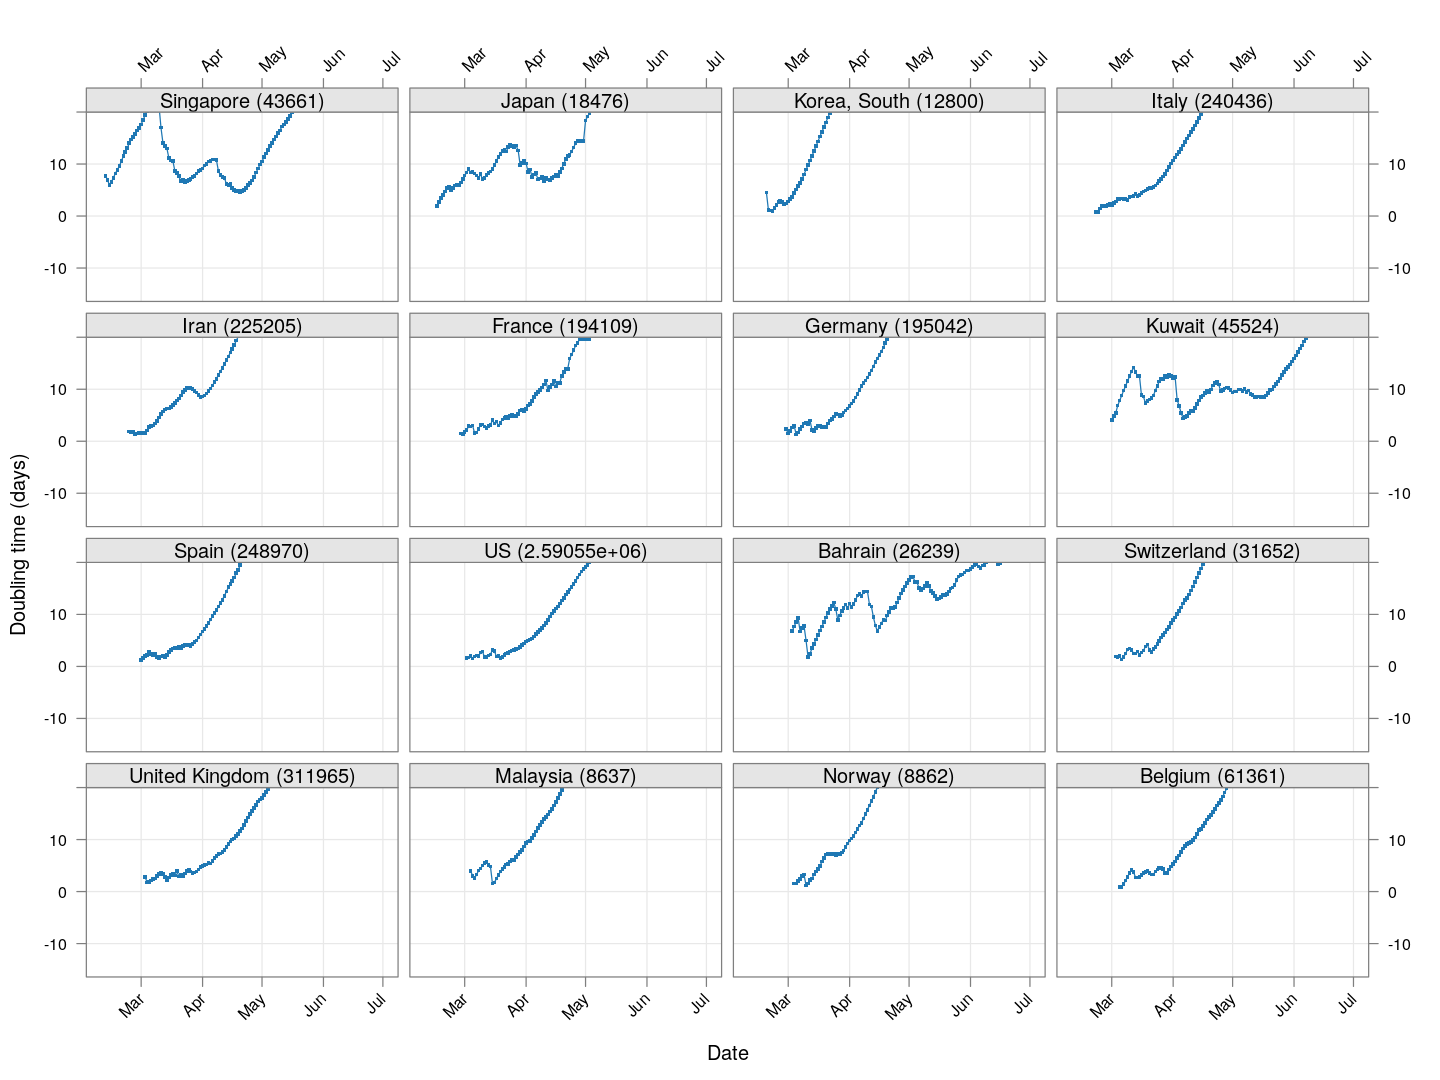 Mar Apr May Jun Jul Mar Apr May Jun Jul Mar Apr May Jun Jul Mar Apr May Jun Jul
Singapore (43661) Japan (18476) Korea, South (12800) Italy (240436)
10 10
0 0
-10 -10
Iran (225205) France (194109) Germany (195042) Kuwait (45524)
10 10
0 0
-10 -10
Doubling time (days)
Spain (248970) US (2.59055e+06) Bahrain (26239) Switzerland (31652)
10 10
0 0
-10 -10
United Kingdom (311965) Malaysia (8637) Norway (8862) Belgium (61361)
10 10
0 0
-10 -10
Mar Apr May Jun Jul Mar Apr May Jun Jul Mar Apr May Jun Jul Mar Apr May Jun Jul
Date